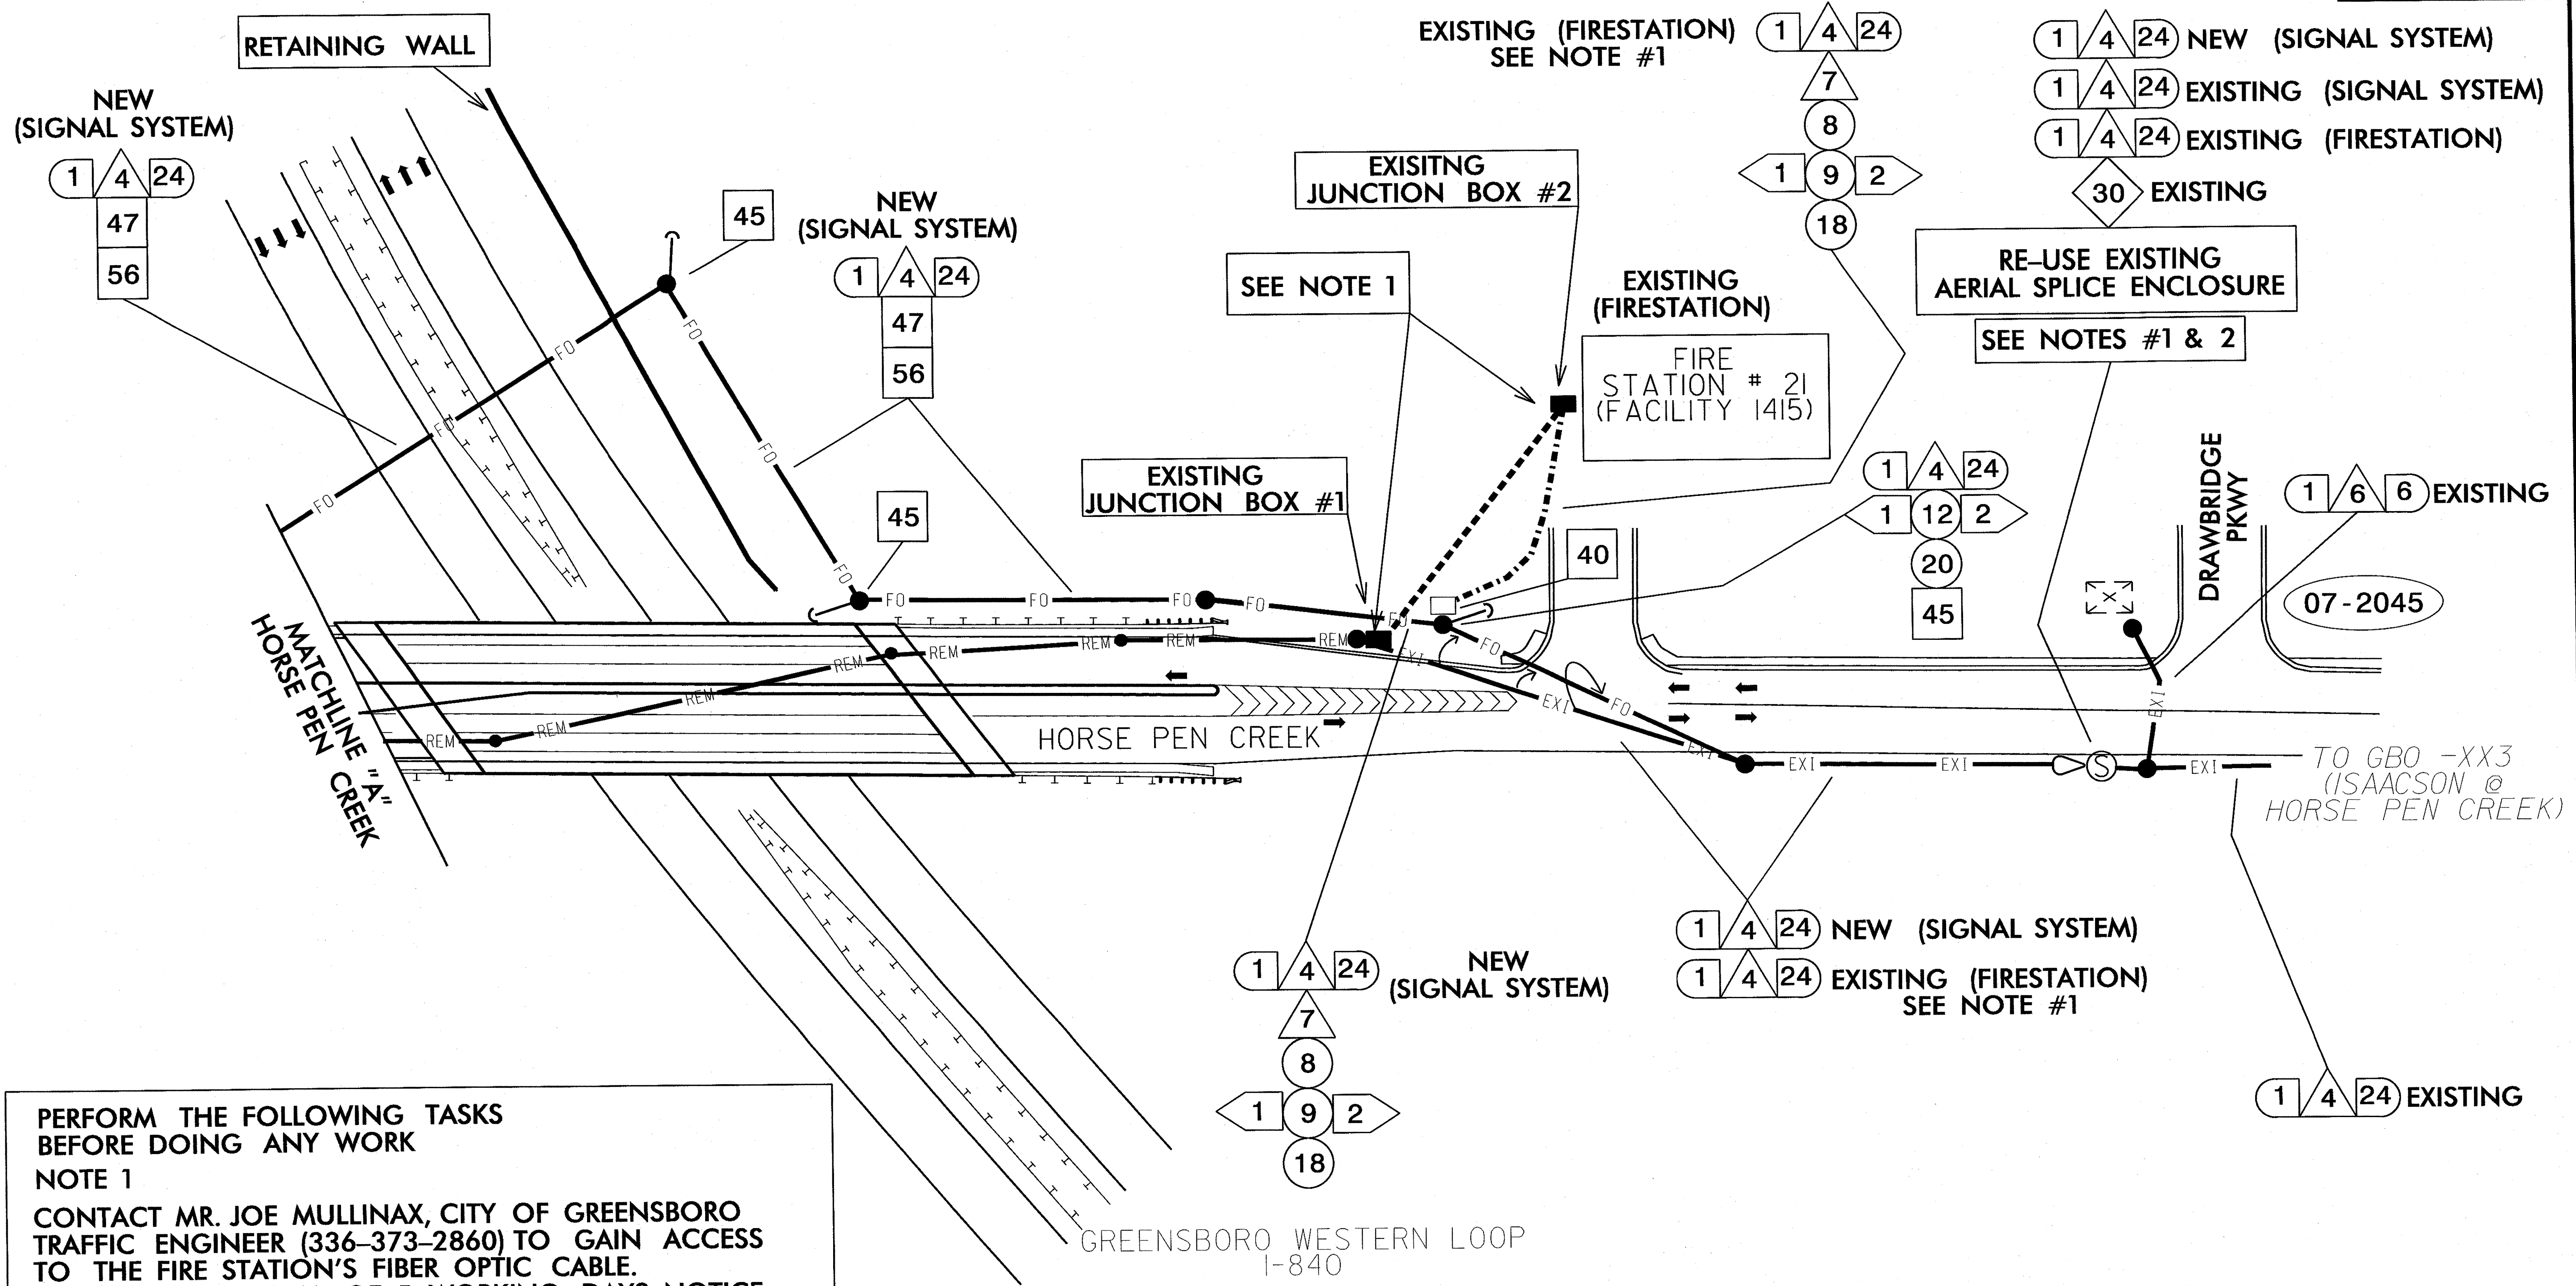 RETAINING WALL
NEW
(SIGNAL SYSTEM)
1 4 24
47
56
45
NEW
(SIGNAL SYSTEM)
1 4 24
47
56
45
EXISTING (FIRESTATION)
SEE NOTE #1
1 4 24
7
8
1 9 2
18
1 4 24 NEW (SIGNAL SYSTEM)
1 4 24 EXISTING (SIGNAL SYSTEM)
1 4 24 EXISTING (FIRESTATION)
30 EXISTING
RE-USE EXISTING
AERIAL SPLICE ENCLOSURE
SEE NOTES #1 & 2
EXISITNG
JUNCTION BOX #2
SEE NOTE 1
EXISTING
(FIRESTATION)
FIRE
STATION # 21
(FACILITY 1415)
EXISTING
JUNCTION BOX #1
40
1 4 24
1 12 2
20
45
DRAWBRIDGE
PKWY
1 6 6 EXISTING
07-2045
FO
FO
FO
FO
FO
FO
FO FO FO FO FO
FO
FO
REM REM REM REM REM REM REM
EXI
EXI
EXI
EXI EXI S EXI
EXI
MATCHLINE "A"
HORSE PEN CREEK
HORSE PEN CREEK
TO GBO -XX3
(ISAACSON @
HORSE PEN CREEK)
1 4 24
7
8
1 9 2
18
NEW
(SIGNAL SYSTEM)
1 4 24 NEW (SIGNAL SYSTEM)
1 4 24 EXISTING (FIRESTATION)
SEE NOTE #1
1 4 24 EXISTING
GREENSBORO WESTERN LOOP
I-840
PERFORM THE FOLLOWING TASKS
BEFORE DOING ANY WORK
NOTE 1
CONTACT MR. JOE MULLINAX, CITY OF GREENSBORO
TRAFFIC ENGINEER (336-373-2860) TO GAIN ACCESS
TO THE FIRE STATION'S FIBER OPTIC CABLE.
WORKING DAYS NOTICE